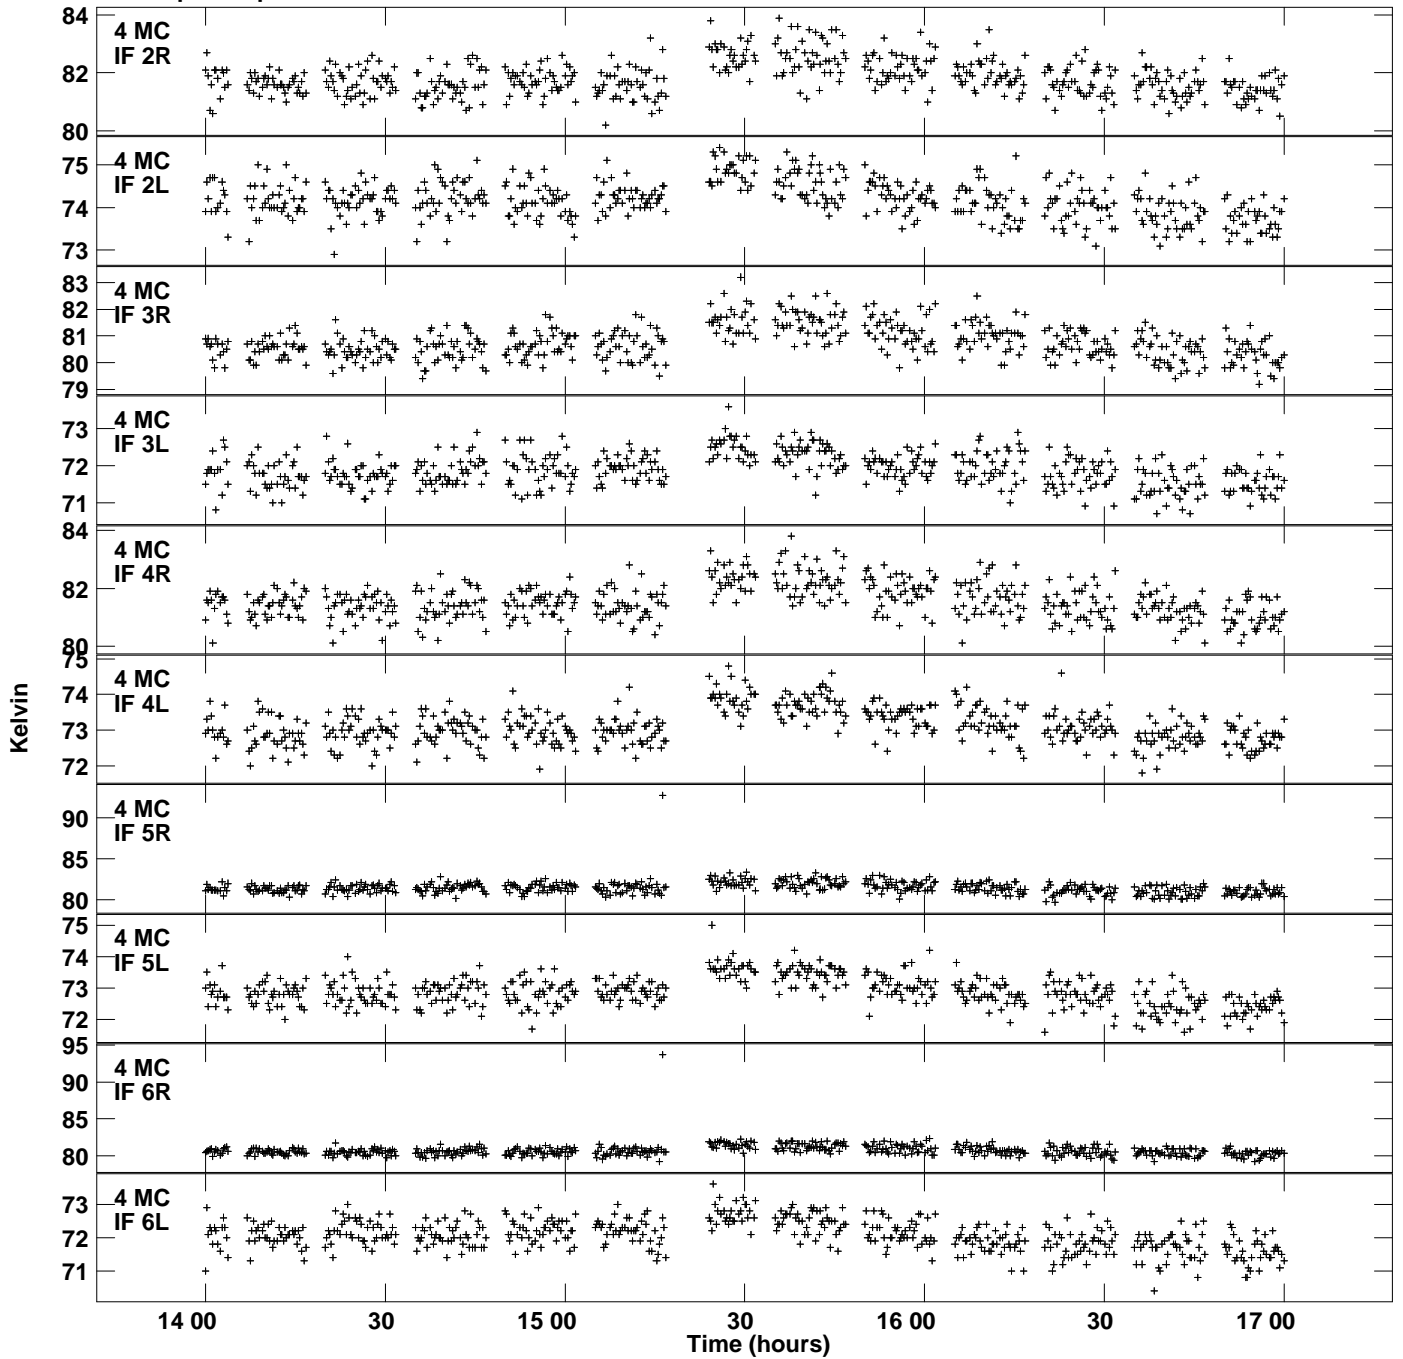 84
82
80
4 MC
IF 2R
75
74
73
4 MC
IF 2L
83
82
81
80
79
4 MC
IF 3R
73
72
71
4 MC
IF 3L
84
82
80
4 MC
IF 4R
75
74
73
72
4 MC
IF 4L
90
85
80
4 MC
IF 5R
75
74
73
72
4 MC
IF 5L
95
90
85
80
4 MC
IF 6R
73
72
71
4 MC
IF 6L
Kelvin
14 00 30 15 00 30 16 00 30 17 00
Time (hours)